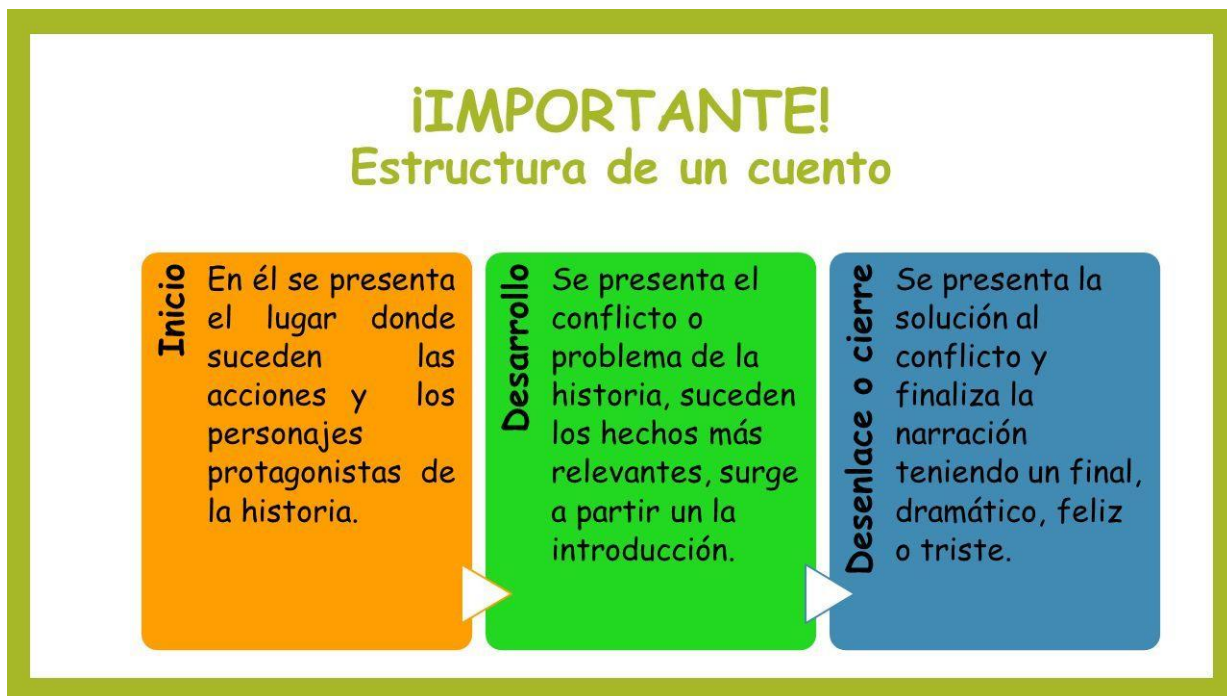 ¡IMPORTANTE!
Estructura de un cuento
Inicio
En él se presenta
el lugar donde
suceden las
acciones y los
personajes
protagonistas de
la historia.
Desarrollo
Se presenta el
conflicto o
problema de la
historia, suceden
los hechos más
relevantes, surge
a partir un la
introducción.
Desenlace o cierre
Se presenta la
solución al
conflicto y
finaliza la
narración
teniendo un final,
dramático, feliz
o triste.